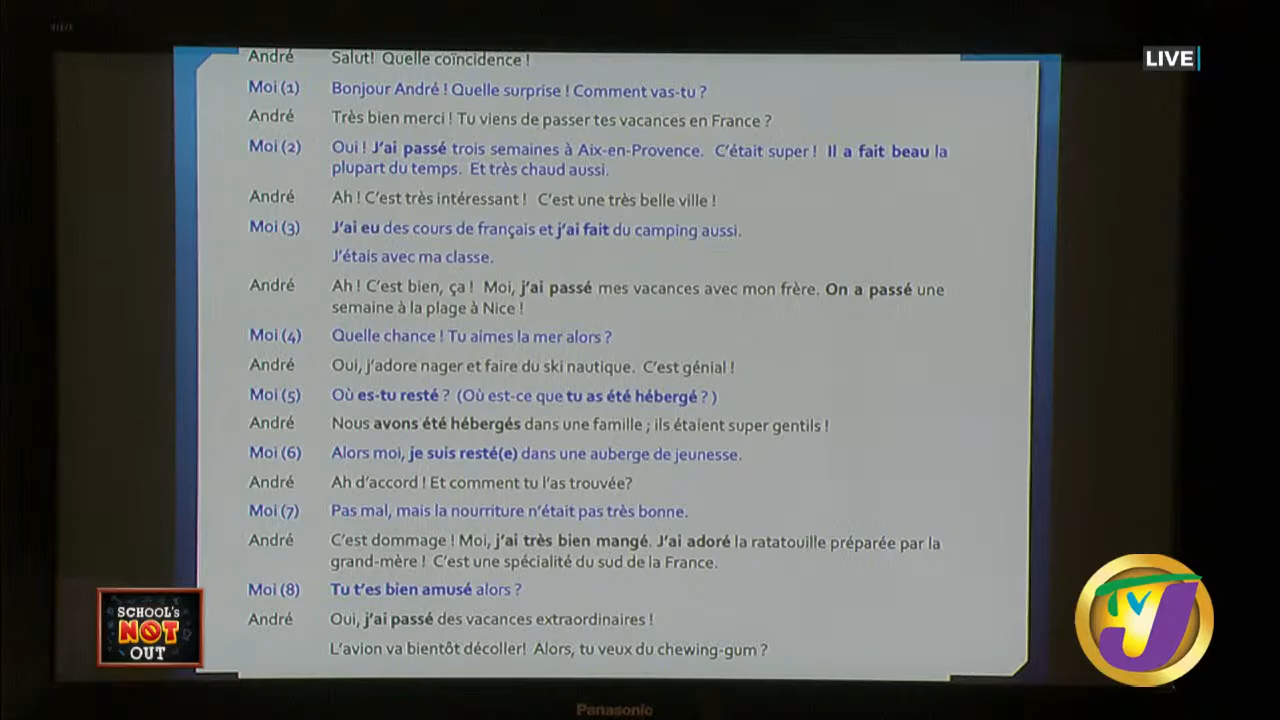 LIVE
André Salut! Quelle coïncidence !
Moi (1) Bonjour André ! Quelle surprise ! Comment vas-tu ?
André Très bien merci ! Tu viens de passer tes vacances en France ?
Moi (2) Oui ! J'ai passé trois semaines à Aix-en-Provence. C'était super ! Il a fait beau la
plupart du temps. Et très chaud aussi.
André Ah ! C'est très intéressant ! C'est une très belle ville !
Moi (3) J'ai eu des cours de français et j'ai fait du camping aussi.
J'étais avec ma classe.
André Ah ! C'est bien, ça ! Moi, j'ai passé mes vacances avec mon frère. On a passé une
semaine à la plage à Nice !
Moi (4) Quelle chance ! Tu aimes la mer alors ?
André Oui, j'adore nager et faire du ski nautique. C'est génial !
Moi (5) Où es-tu resté ? (Où est-ce que tu as été hébergé ? )
André Nous avons été hébergés dans une famille ; ils étaient super gentils !
Moi (6) Alors moi, je suis resté(e) dans une auberge de jeunesse.
André Ah d'accord ! Et comment tu l'as trouvée?
Moi (7) Pas mal, mais la nourriture n'était pas très bonne.
André C'est dommage ! Moi, j'ai très bien mangé. J'ai adoré la ratatouille préparée par la
grand-mère ! C'est une spécialité du sud de la France.
Moi (8) Tu t'es bien amusé alors ?
André Oui, j'ai passé des vacances extraordinaires !
L'avion va bientôt décoller! Alors, tu veux du chewing-gum ?
SCHOOL'S
NOT
OUT
TVJ
Panasonic